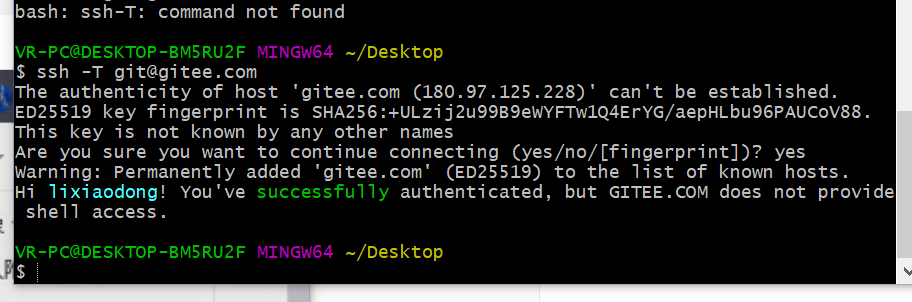 bash: ssh-T: command not found
VR-PC@DESKTOP-BM5RU2F MINGW64 ~/Desktop
$ ssh -T git@gitee.com
The authenticity of host 'gitee.com (180.97.125.228)' can't be established.
ED25519 key fingerprint is SHA256:+ULzij2u99B9eWYFTw1Q4ErYG/aepHLbu96PAUCoV88.
This key is not known by any other names
Are you sure you want to continue connecting (yes/no/[fingerprint])? yes
Warning: Permanently added 'gitee.com' (ED25519) to the list of known hosts.
Hi lixiaodong! You've successfully authenticated, but GITEE.COM does not provide
shell access.
VR-PC@DESKTOP-BM5RU2F MINGW64 ~/Desktop
$